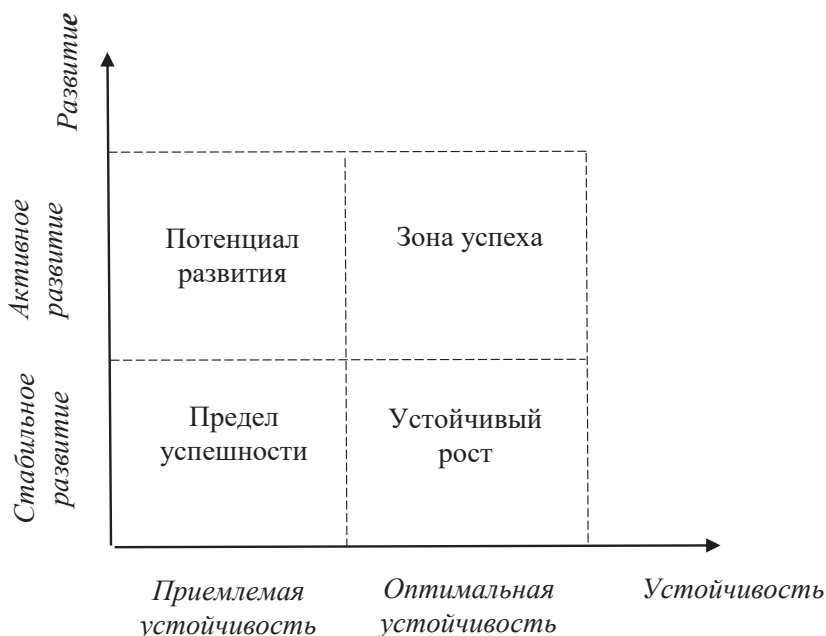 Развитие
Активное
развитие
Потенциал
развития
Зона успеха
Стабильное
развитие
Предел
успешности
Устойчивый
рост
Приемлемая
устойчивость
Оптимальная
устойчивость
Устойчивость